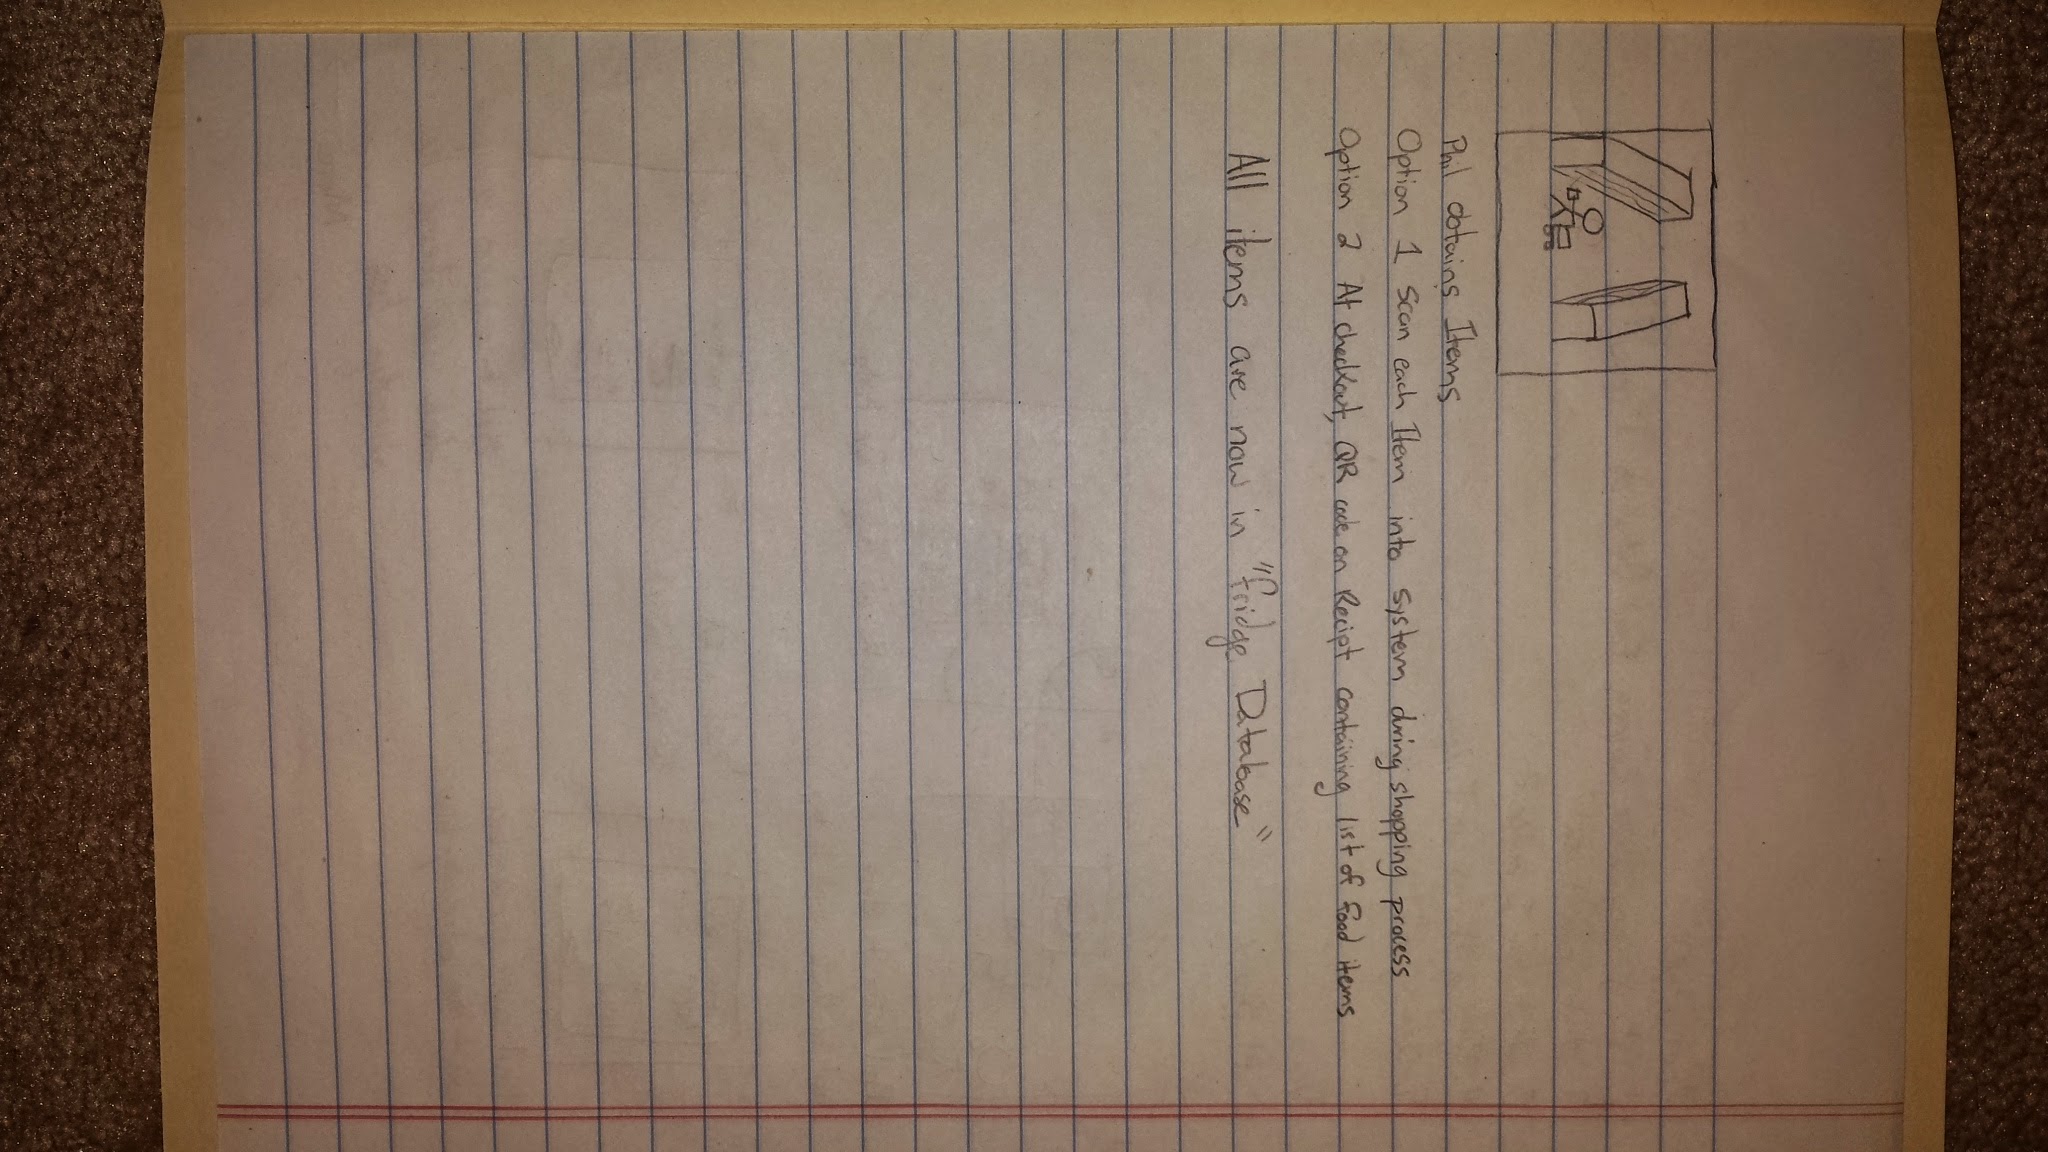 Phil obtains Items
Option 1 Scan each Item into system during shopping process
Option 2 At checkout, QR code on Reciept containing list of food items
All items are now in "fridge Database"